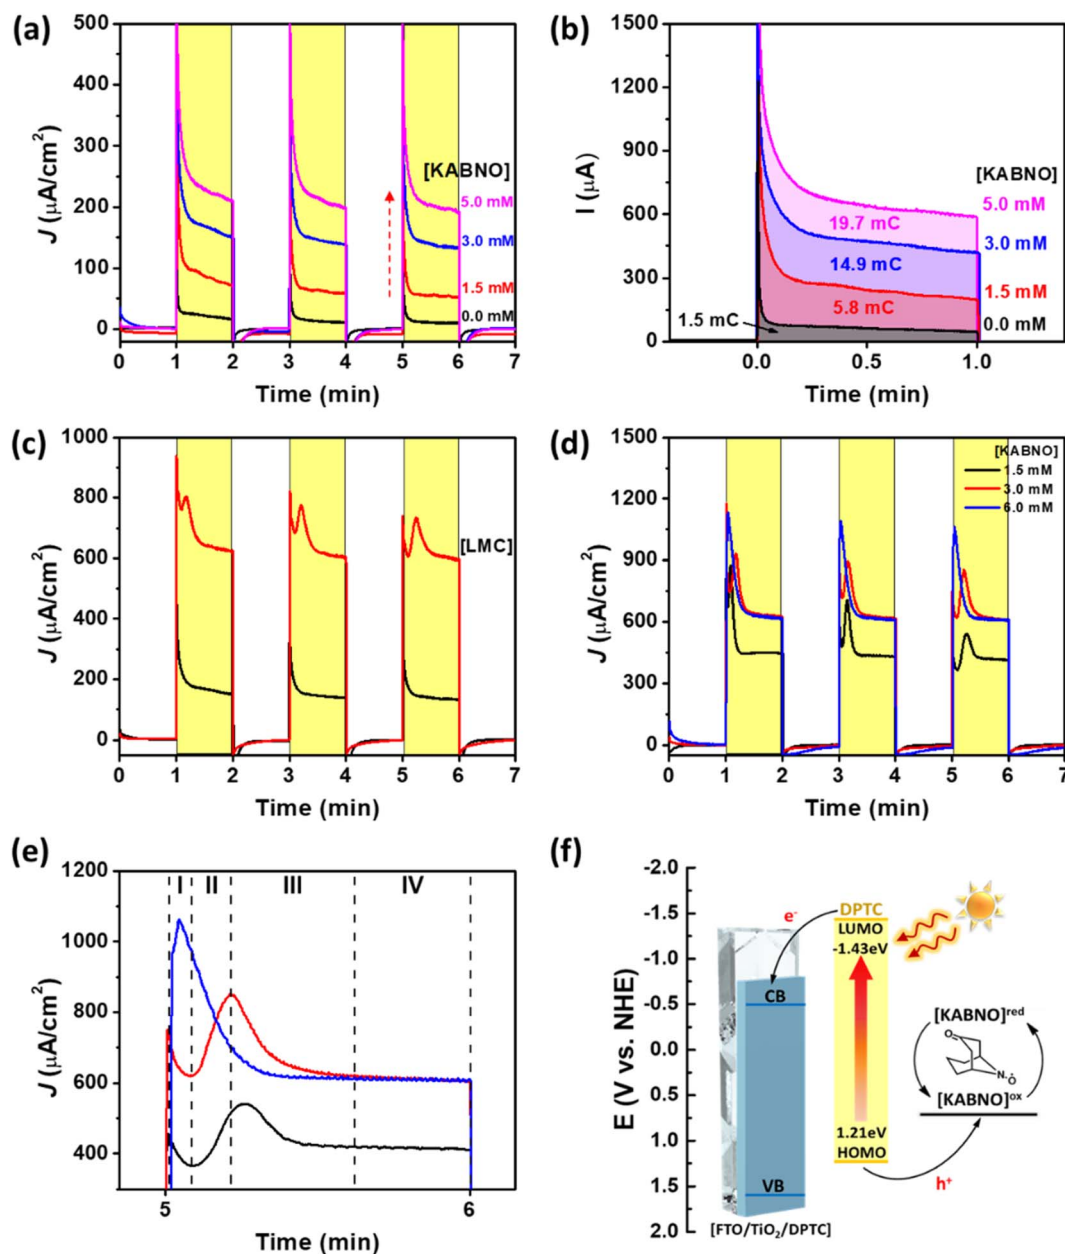 (a)
500
400
300
200
100
0
J (μA/cm²)
[KABNO]
5.0 mM
3.0 mM
1.5 mM
0.0 mM
0 1 2 3 4 5 6 7
Time (min)
(b)
1500
1200
900
600
300
0
I (μA)
[KABNO]
5.0 mM
19.7 mC
3.0 mM
14.9 mC
1.5 mM
5.8 mC
1.5 mC
0.0 mM
0.0 0.5 1.0
Time (min)
(c)
1000
800
600
400
200
0
J (μA/cm²)
[LMC]
0 1 2 3 4 5 6 7
Time (min)
(d)
1500
1200
900
600
300
0
J (μA/cm²)
[KABNO]
1.5 mM
3.0 mM
6.0 mM
0 1 2 3 4 5 6 7
Time (min)
(e)
1200
1000
800
600
400
J (μA/cm²)
I II III IV
5 6
Time (min)
(f)
-2.0
-1.5
-1.0
-0.5
0.0
0.5
1.0
1.5
2.0
E (V vs. NHE)
e⁻
DPTC
LUMO
-1.43eV
CB
[KABNO]ʳᵉᵈ
O
N
O
[KABNO]ᵒˣ
1.21eV
HOMO
VB
h⁺
[FTO/TiO₂/DPTC]